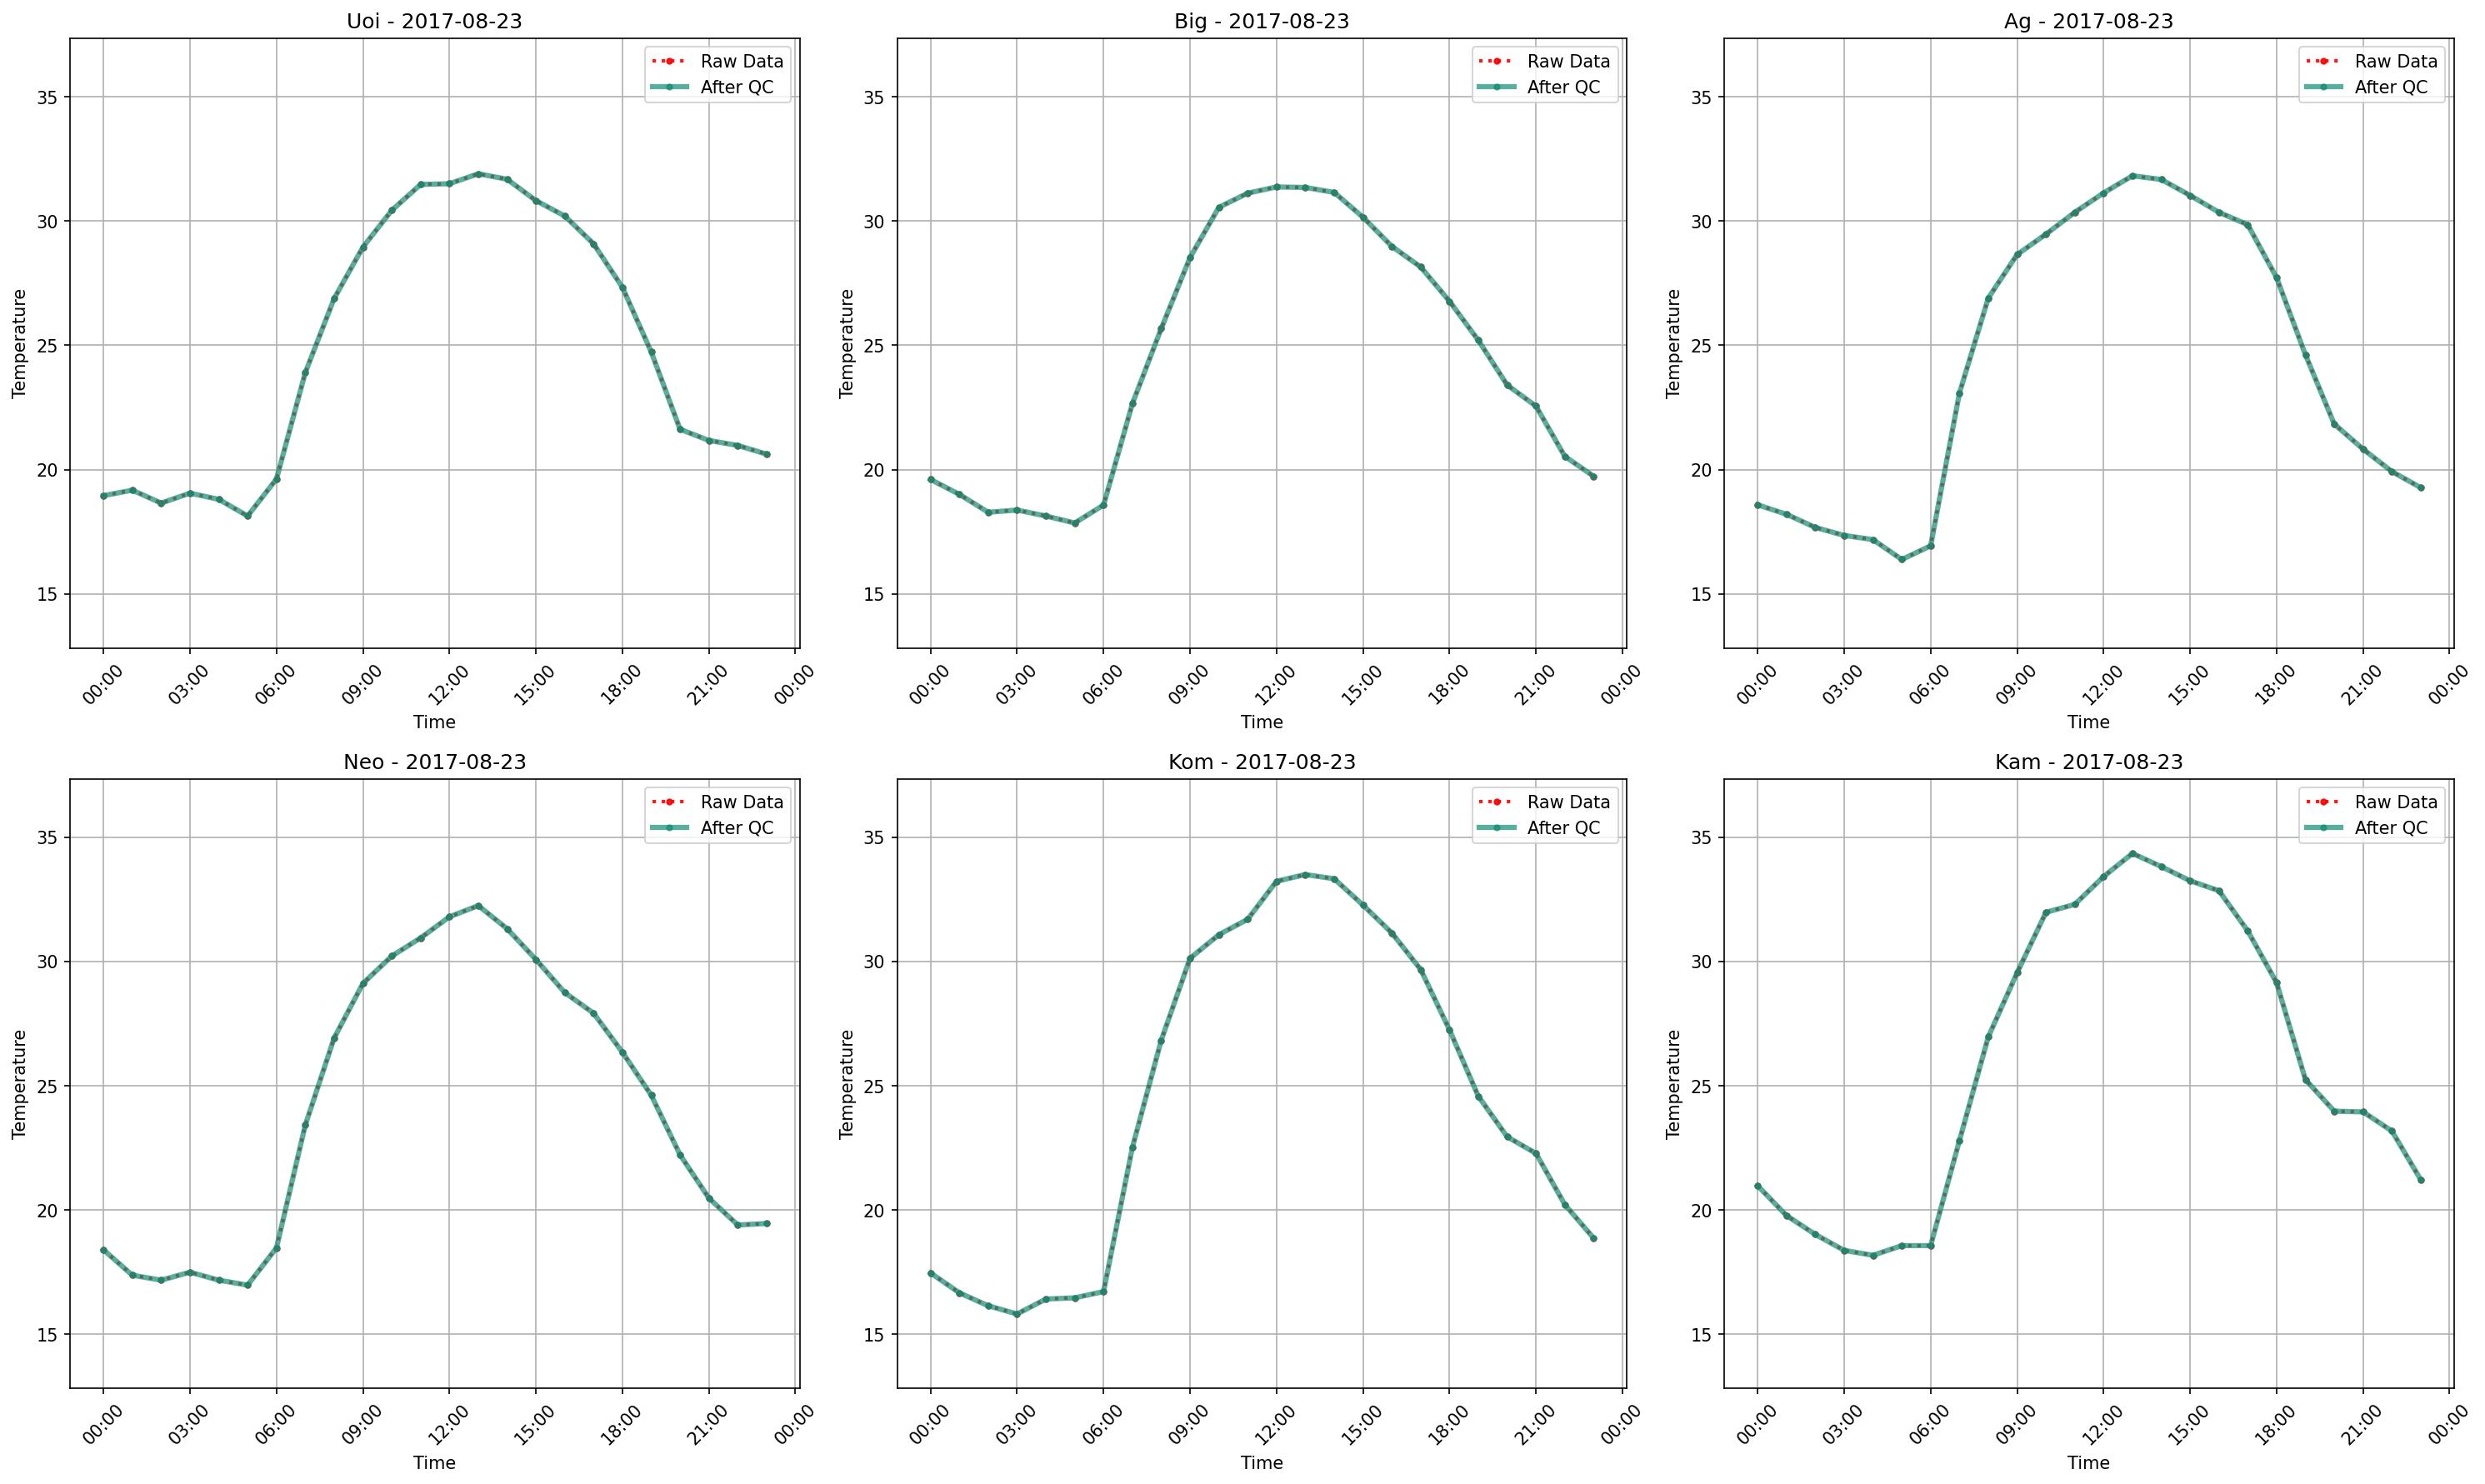 Uoi - 2017-08-23
Raw Data
After QC
Temperature
35
30
25
20
15
00:00
03:00
06:00
09:00
12:00
15:00
18:00
21:00
00:00
Time
Big - 2017-08-23
Raw Data
After QC
Temperature
35
30
25
20
15
00:00
03:00
06:00
09:00
12:00
15:00
18:00
21:00
00:00
Time
Ag - 2017-08-23
Raw Data
After QC
Temperature
35
30
25
20
15
00:00
03:00
06:00
09:00
12:00
15:00
18:00
21:00
00:00
Time
Neo - 2017-08-23
Raw Data
After QC
Temperature
35
30
25
20
15
00:00
03:00
06:00
09:00
12:00
15:00
18:00
21:00
00:00
Time
Kom - 2017-08-23
Raw Data
After QC
Temperature
35
30
25
20
15
00:00
03:00
06:00
09:00
12:00
15:00
18:00
21:00
00:00
Time
Kam - 2017-08-23
Raw Data
After QC
Temperature
35
30
25
20
15
00:00
03:00
06:00
09:00
12:00
15:00
18:00
21:00
00:00
Time